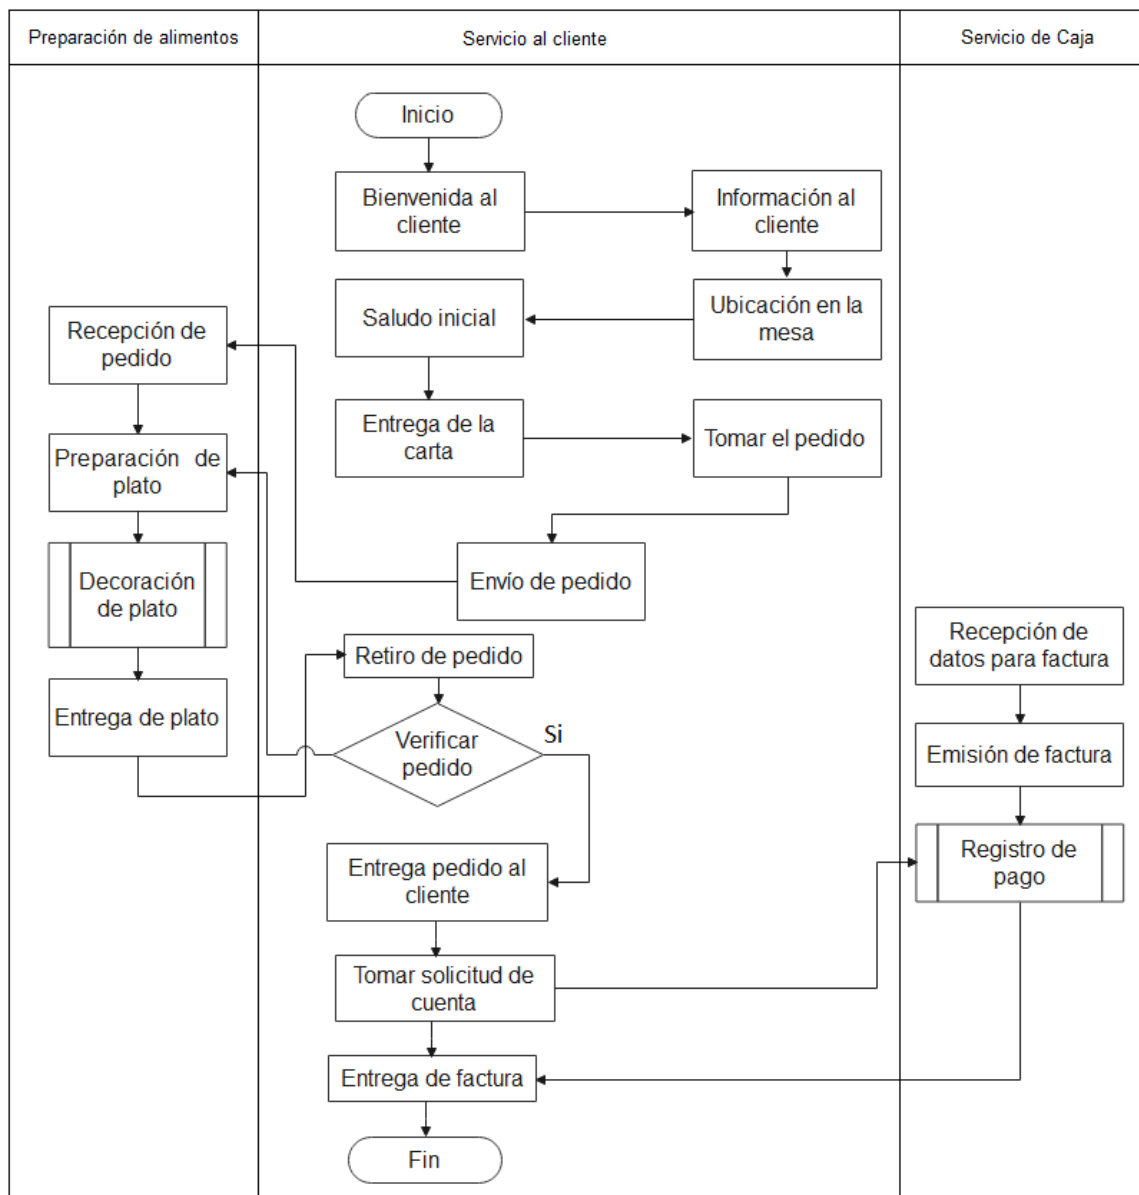 Preparación de alimentos
Servicio al cliente
Servicio de Caja
Inicio
Bienvenida al
cliente
Información al
cliente
Saludo inicial
Ubicación en la
mesa
Recepción de
pedido
Entrega de la
carta
Tomar el pedido
Preparación de
plato
Envío de pedido
Decoración
de plato
Recepción de
datos para factura
Retiro de pedido
Entrega de plato
Verificar
pedido
Si
Emisión de factura
Registro de
pago
Entrega pedido al
cliente
Tomar solicitud de
cuenta
Entrega de factura
Fin